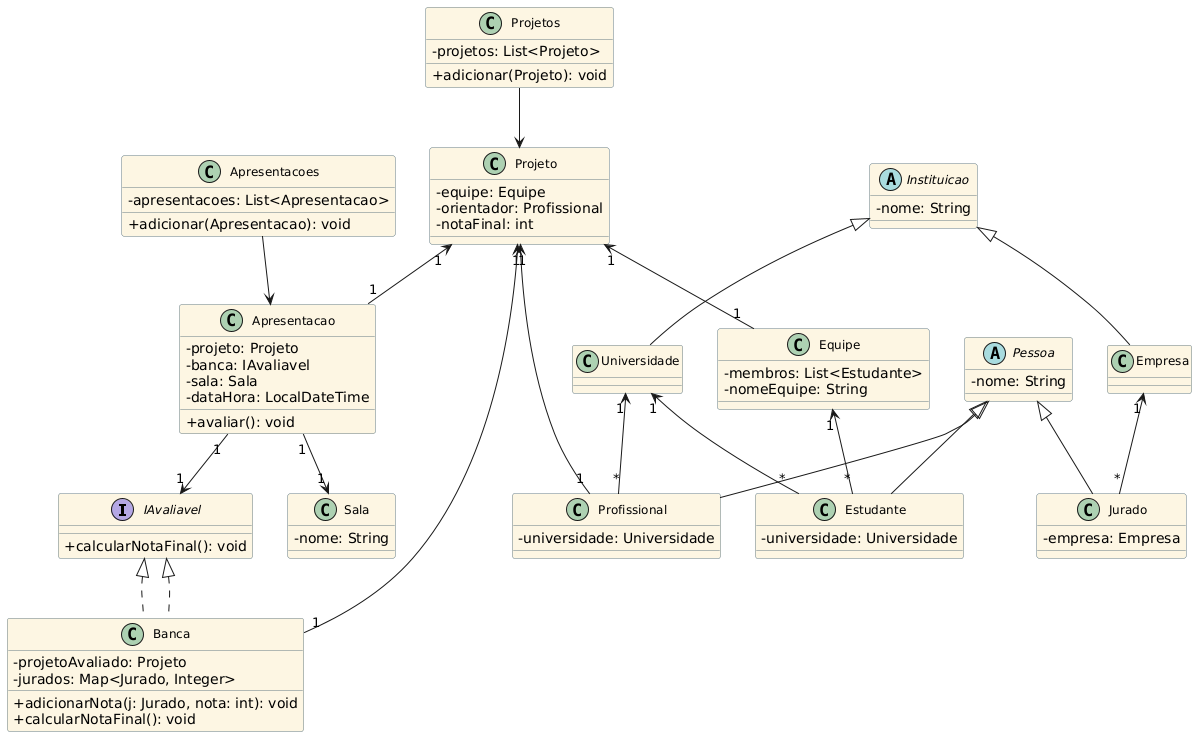 C Projetos
-projetos: List<Projeto>
+adicionar(Projeto): void
C Apresentacoes
-apresentacoes: List<Apresentacao>
+adicionar(Apresentacao): void
C Projeto
-equipe: Equipe
-orientador: Profissional
-notaFinal: int
A Instituicao
-nome: String
1
1
1
1
1
C Apresentacao
-projeto: Projeto
-banca: IAvaliavel
-sala: Sala
-dataHora: LocalDateTime
+avaliar(): void
1
C Universidade
C Equipe
-membros: List<Estudante>
-nomeEquipe: String
A Pessoa
-nome: String
C Empresa
1
1
1
1
1
1
1
1
1
*
*
*
*
I IAvaliavel
+calcularNotaFinal(): void
C Sala
-nome: String
C Profissional
-universidade: Universidade
C Estudante
-universidade: Universidade
C Jurado
-empresa: Empresa
1
C Banca
-projetoAvaliado: Projeto
-jurados: Map<Jurado, Integer>
+adicionarNota(j: Jurado, nota: int): void
+calcularNotaFinal(): void